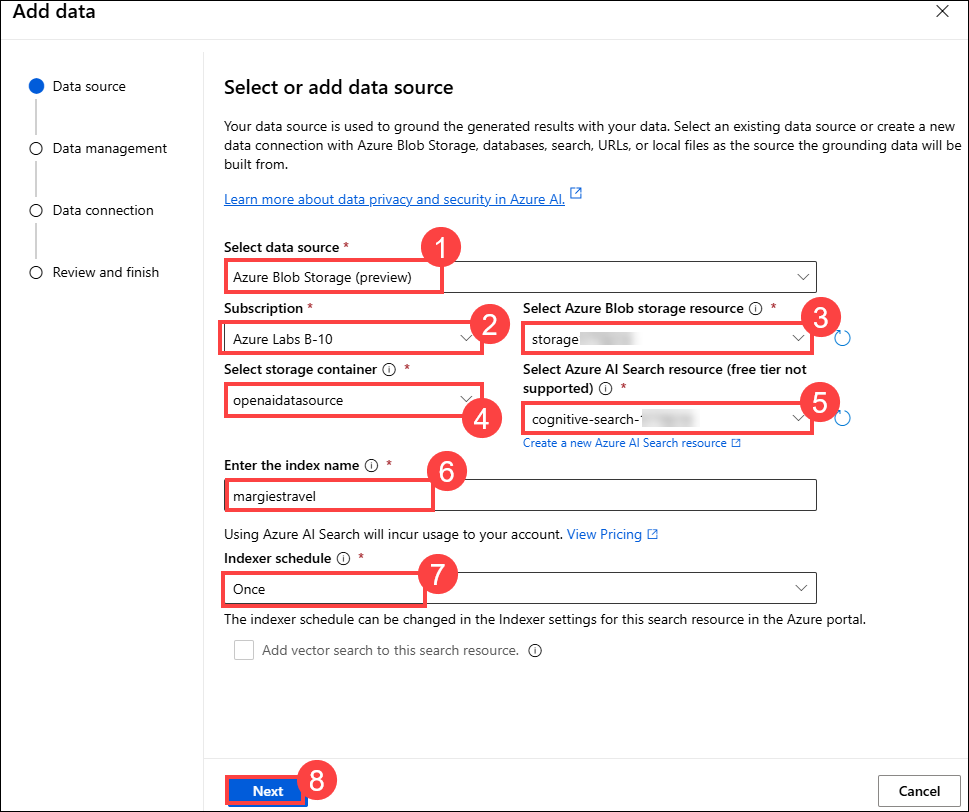 Add data
Data source
Data management
Data connection
Review and finish
Select or add data source
Your data source is used to ground the generated results with your data. Select an existing data source or create a new
data connection with Azure Blob Storage, databases, search, URLs, or local files as the source the grounding data will be
built from.
Learn more about data privacy and security in Azure AI.
Select data source *
1
Azure Blob Storage (preview)
Subscription *
2
Azure Labs B-10
Select Azure Blob storage resource *
3
storage
Select storage container *
4
openaidatasource
Select Azure AI Search resource (free tier not
supported) *
5
cognitive-search-
Create a new Azure AI Search resource
Enter the index name *
6
margiestravel
Using Azure AI Search will incur usage to your account. View Pricing
Indexer schedule *
7
Once
The indexer schedule can be changed in the Indexer settings for this search resource in the Azure portal.
Add vector search to this search resource.
Next
8
Cancel